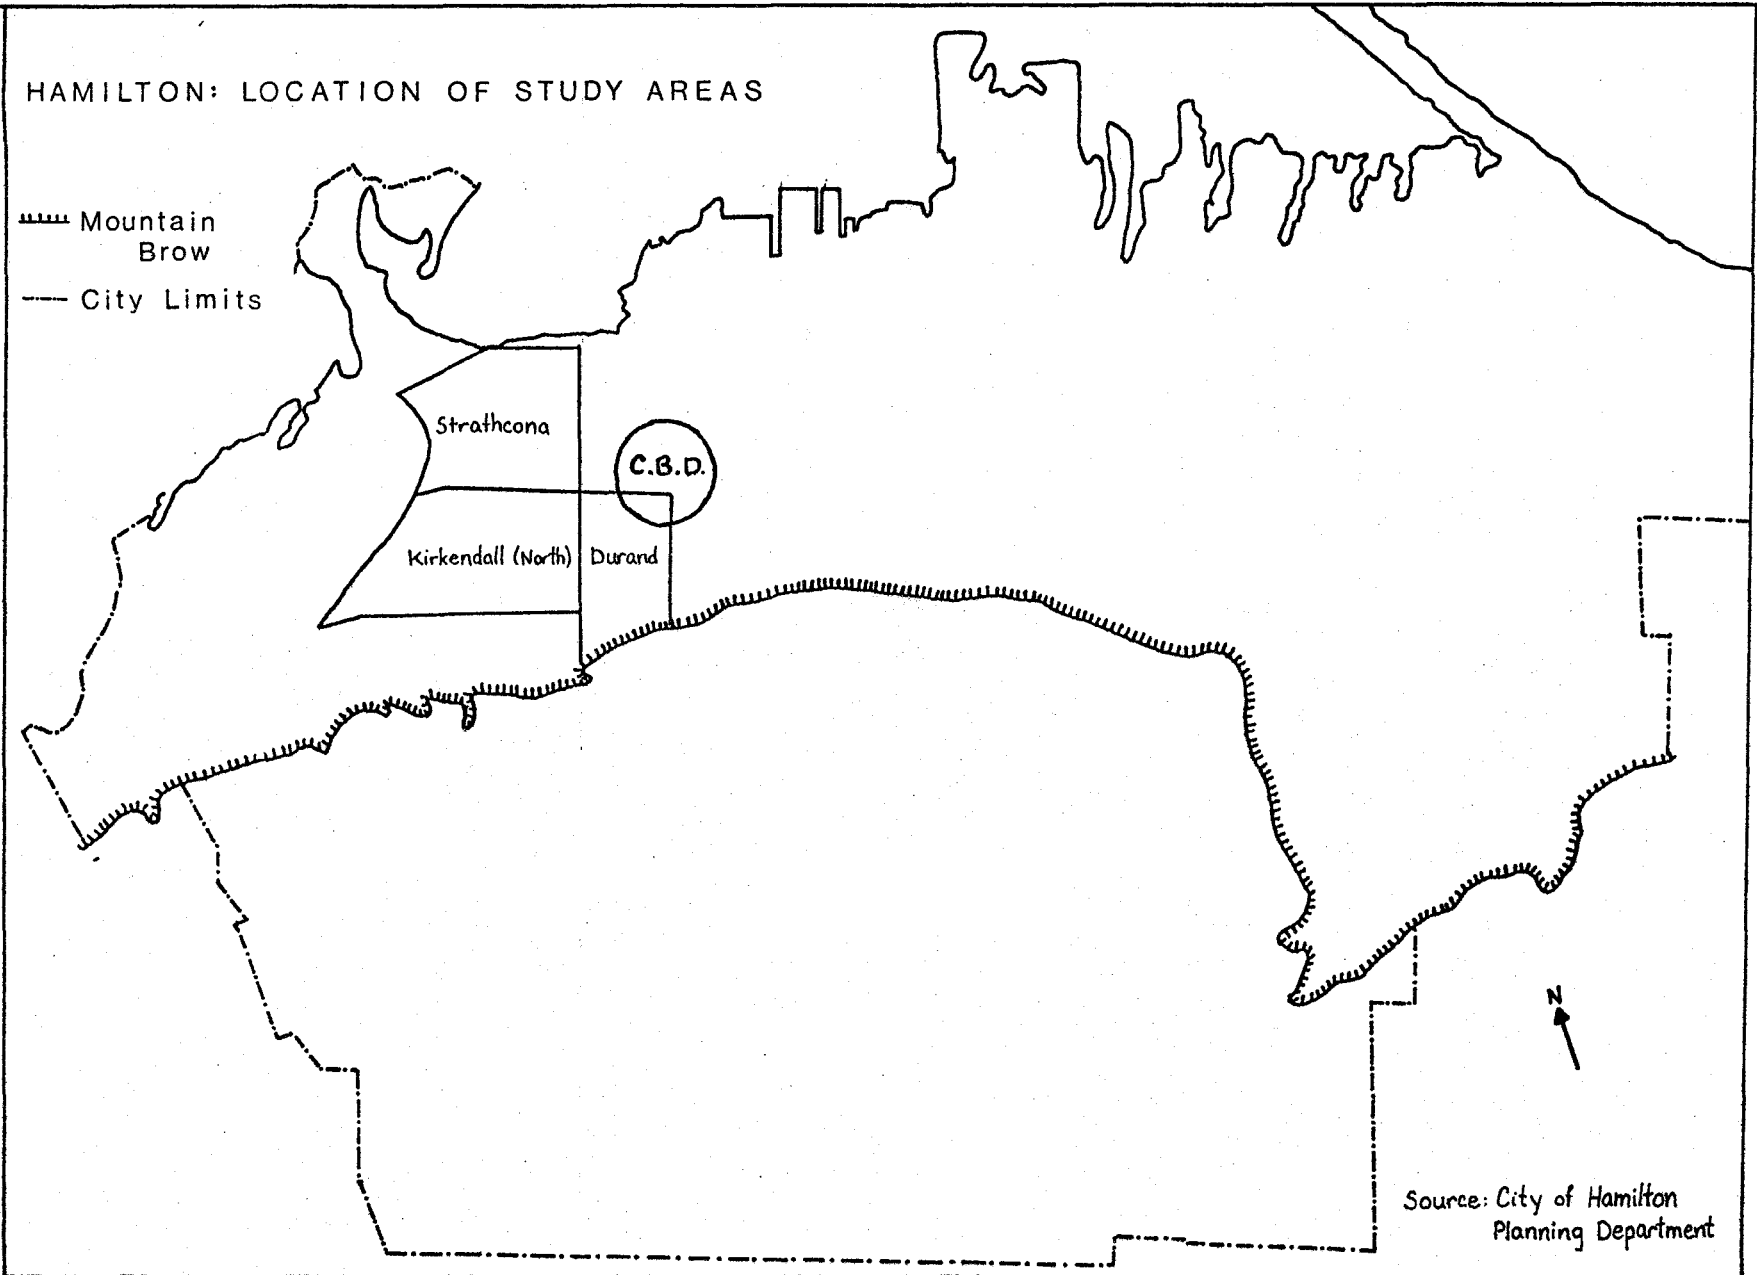 HAMILTON: LOCATION OF STUDY AREAS
Mountain
Brow
City Limits
Strathcona
C.B.D.
Kirkendall (North)
Durand
N
Source: City of Hamilton
Planning Department